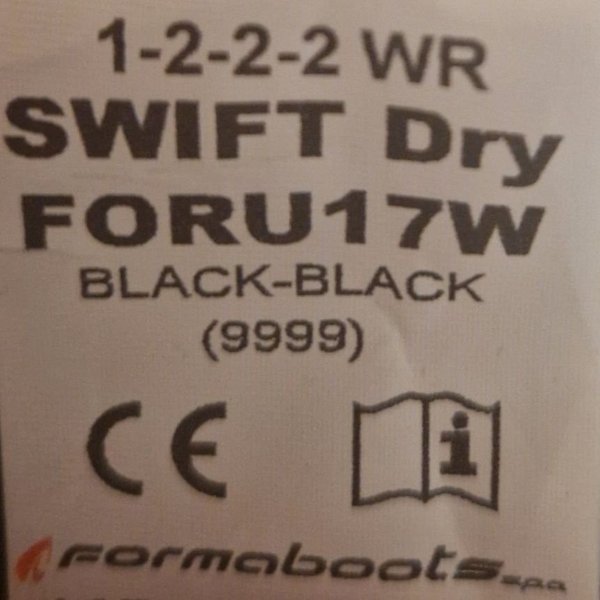 1-2-2-2 WR
SWIFT Dry
FORU17W
BLACK-BLACK
(9999)
CE
i
Formaboots s.p.a